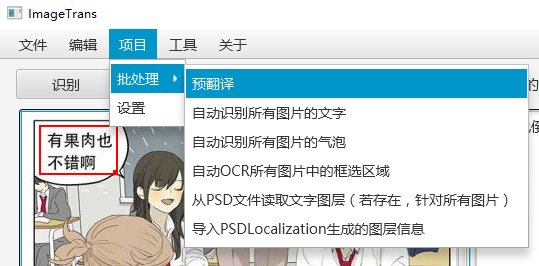 ImageTrans
文件 编辑 项目 工具 关于
识别
批处理
设置
预翻译
自动识别所有图片的文字
自动识别所有图片的气泡
自动OCR所有图片中的框选区域
从PSD文件读取文字图层（若存在，针对所有图片）
导入PSDLocalization生成的图层信息
的
有果肉也
不错啊